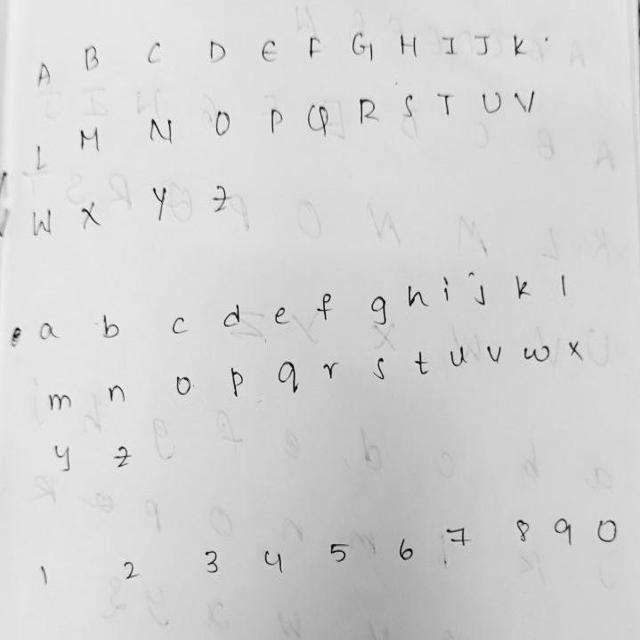 A B C D E F G H I J K
L M N O P Q R S T U V
W X Y Z
a b c d e f g h i j k l
m n o p q r s t u v w x
y z
1 2 3 4 5 6 7 8 9 0